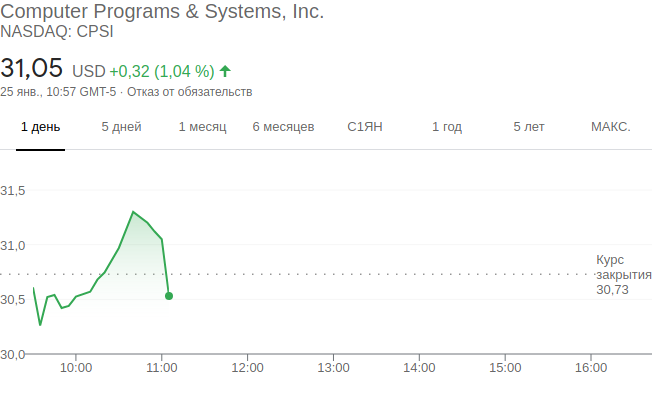 Computer Programs & Systems, Inc.
NASDAQ: CPSI
31,05 USD +0,32 (1,04 %)
25 янв., 10:57 GMT-5 · Отказ от обязательств
1 день 5 дней 1 месяц 6 месяцев С1ЯН 1 год 5 лет МАКС.
31,5
31,0
Курс
закрытия
30,73
30,5
30,0
10:00 11:00 12:00 13:00 14:00 15:00 16:00